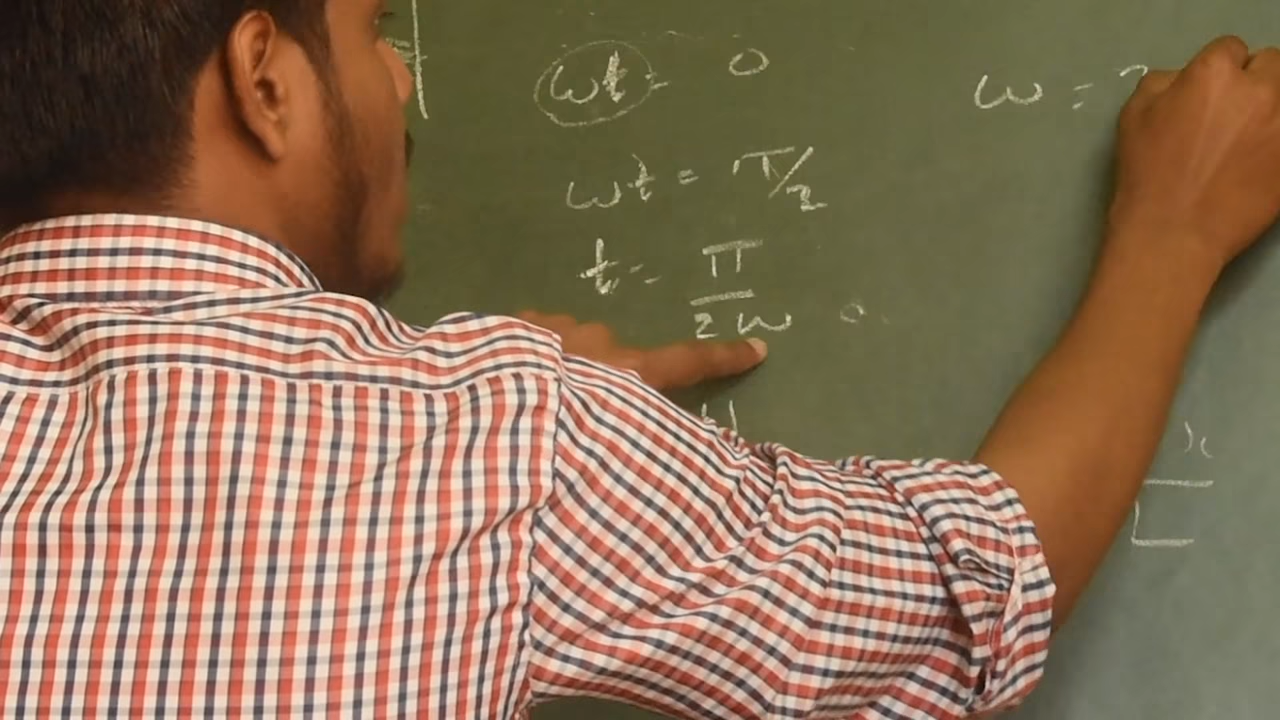 ωt = 0
ωt = π/2
t = π/2ω
ω =